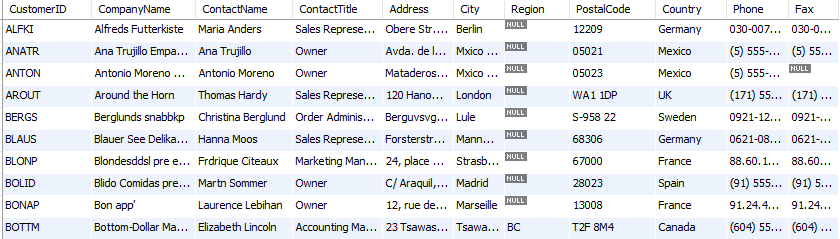 CustomerID CompanyName ContactName ContactTitle Address City Region PostalCode Country Phone Fax
ALFKI Alfreds Futterkiste Maria Anders Sales Represe... Obere Str... Berlin NULL 12209 Germany 030-007... 030-00...
ANATR Ana Trujillo Empa... Ana Trujillo Owner Avda. de l... Mxico ... NULL 05021 Mexico (5) 555-... (5) 55...
ANTON Antonio Moreno ... Antonio Moreno Owner Mataderos... Mxico ... NULL 05023 Mexico (5) 555-... NULL
AROUT Around the Horn Thomas Hardy Sales Represe... 120 Hano... London NULL WA1 1DP UK (171) 55... (171) ...
BERGS Berglunds snabbkp Christina Berglund Order Adminis... Berguvsvg... Lule NULL S-958 22 Sweden 0921-12... 0921-1...
BLAUS Blauer See Delika... Hanna Moos Sales Represe... Forsterstr... Mann... NULL 68306 Germany 0621-08... 0621-0...
BLONP Blondesddsl pre e... Frdrique Citeaux Marketing Man... 24, place ... Strasb... NULL 67000 France 88.60.1... 88.60...
BOLID Blido Comidas pre... Martn Sommer Owner C/ Araquil,... Madrid NULL 28023 Spain (91) 555... (91) 5...
BONAP Bon app' Laurence Lebihan Owner 12, rue de... Marseille NULL 13008 France 91.24.4... 91.24...
BOTTM Bottom-Dollar Ma... Elizabeth Lincoln Accounting Ma... 23 Tsawas... Tsawa... BC T2F 8M4 Canada (604) 55... (604) ...